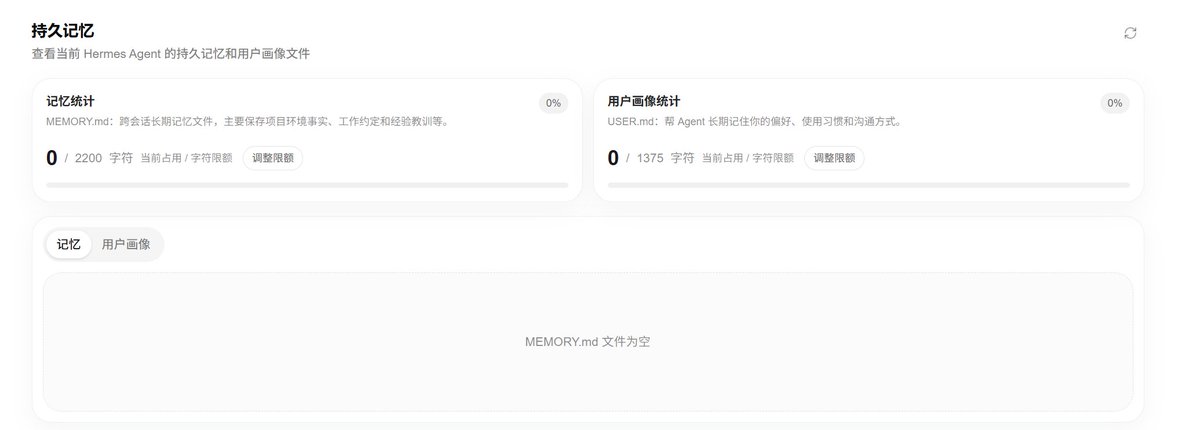 持久记忆
查看当前 Hermes Agent 的持久记忆和用户画像文件
记忆统计
0%
MEMORY.md：跨会话长期记忆文件，主要保存项目环境事实、工作约定和经验教训等。
0 / 2200 字符 当前占用 / 字符限额 调整限额
用户画像统计
0%
USER.md：帮 Agent 长期记住你的偏好、使用习惯和沟通方式。
0 / 1375 字符 当前占用 / 字符限额 调整限额
记忆 用户画像
MEMORY.md 文件为空